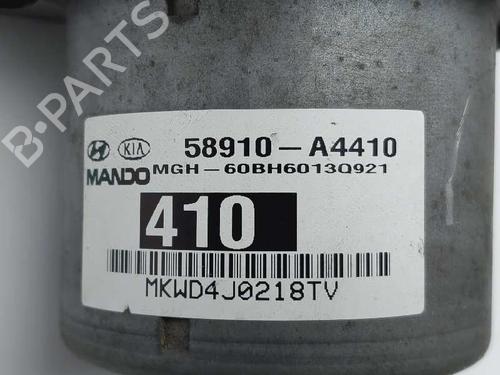 B-PARTS
KIA 58910-A4410
MANDO MGH-60BH6013Q921
410
MKWD4J0218TV